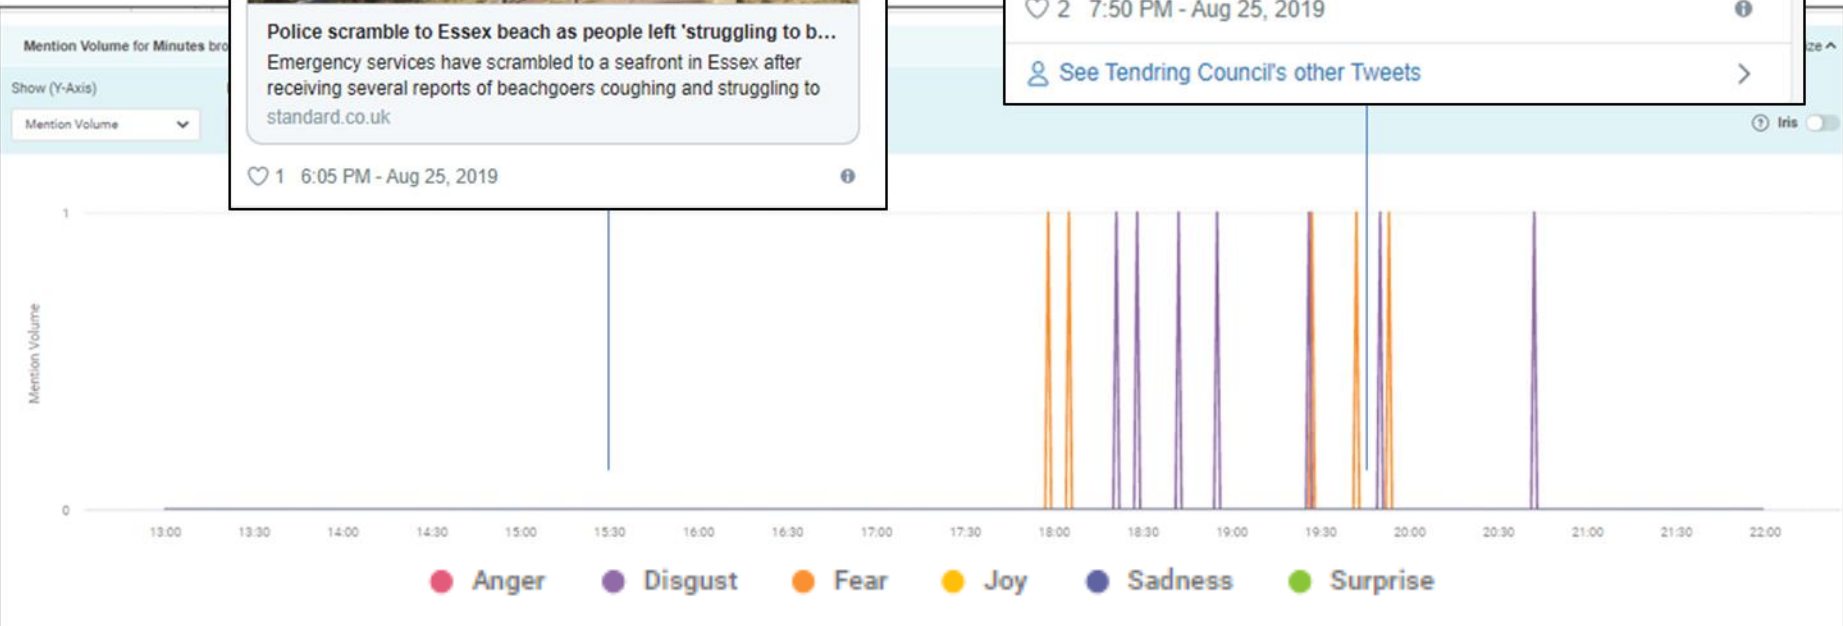 Police scramble to Essex beach as people left 'struggling to b...
Emergency services have scrambled to a seafront in Essex after
receiving several reports of beachgoers coughing and struggling to
standard.co.uk
1 6:05 PM - Aug 25, 2019
2 7:50 PM - Aug 25, 2019
See Tendring Council's other Tweets
Mention Volume for Minutes bro
ize
Show (Y-Axis)
Mention Volume
Iris
1
Mention Volume
0
13:00 13:30 14:00 14:30 15:00 15:30 16:00 16:30 17:00 17:30 18:00 18:30 19:00 19:30 20:00 20:30 21:00 21:30 22:00
Anger Disgust Fear Joy Sadness Surprise